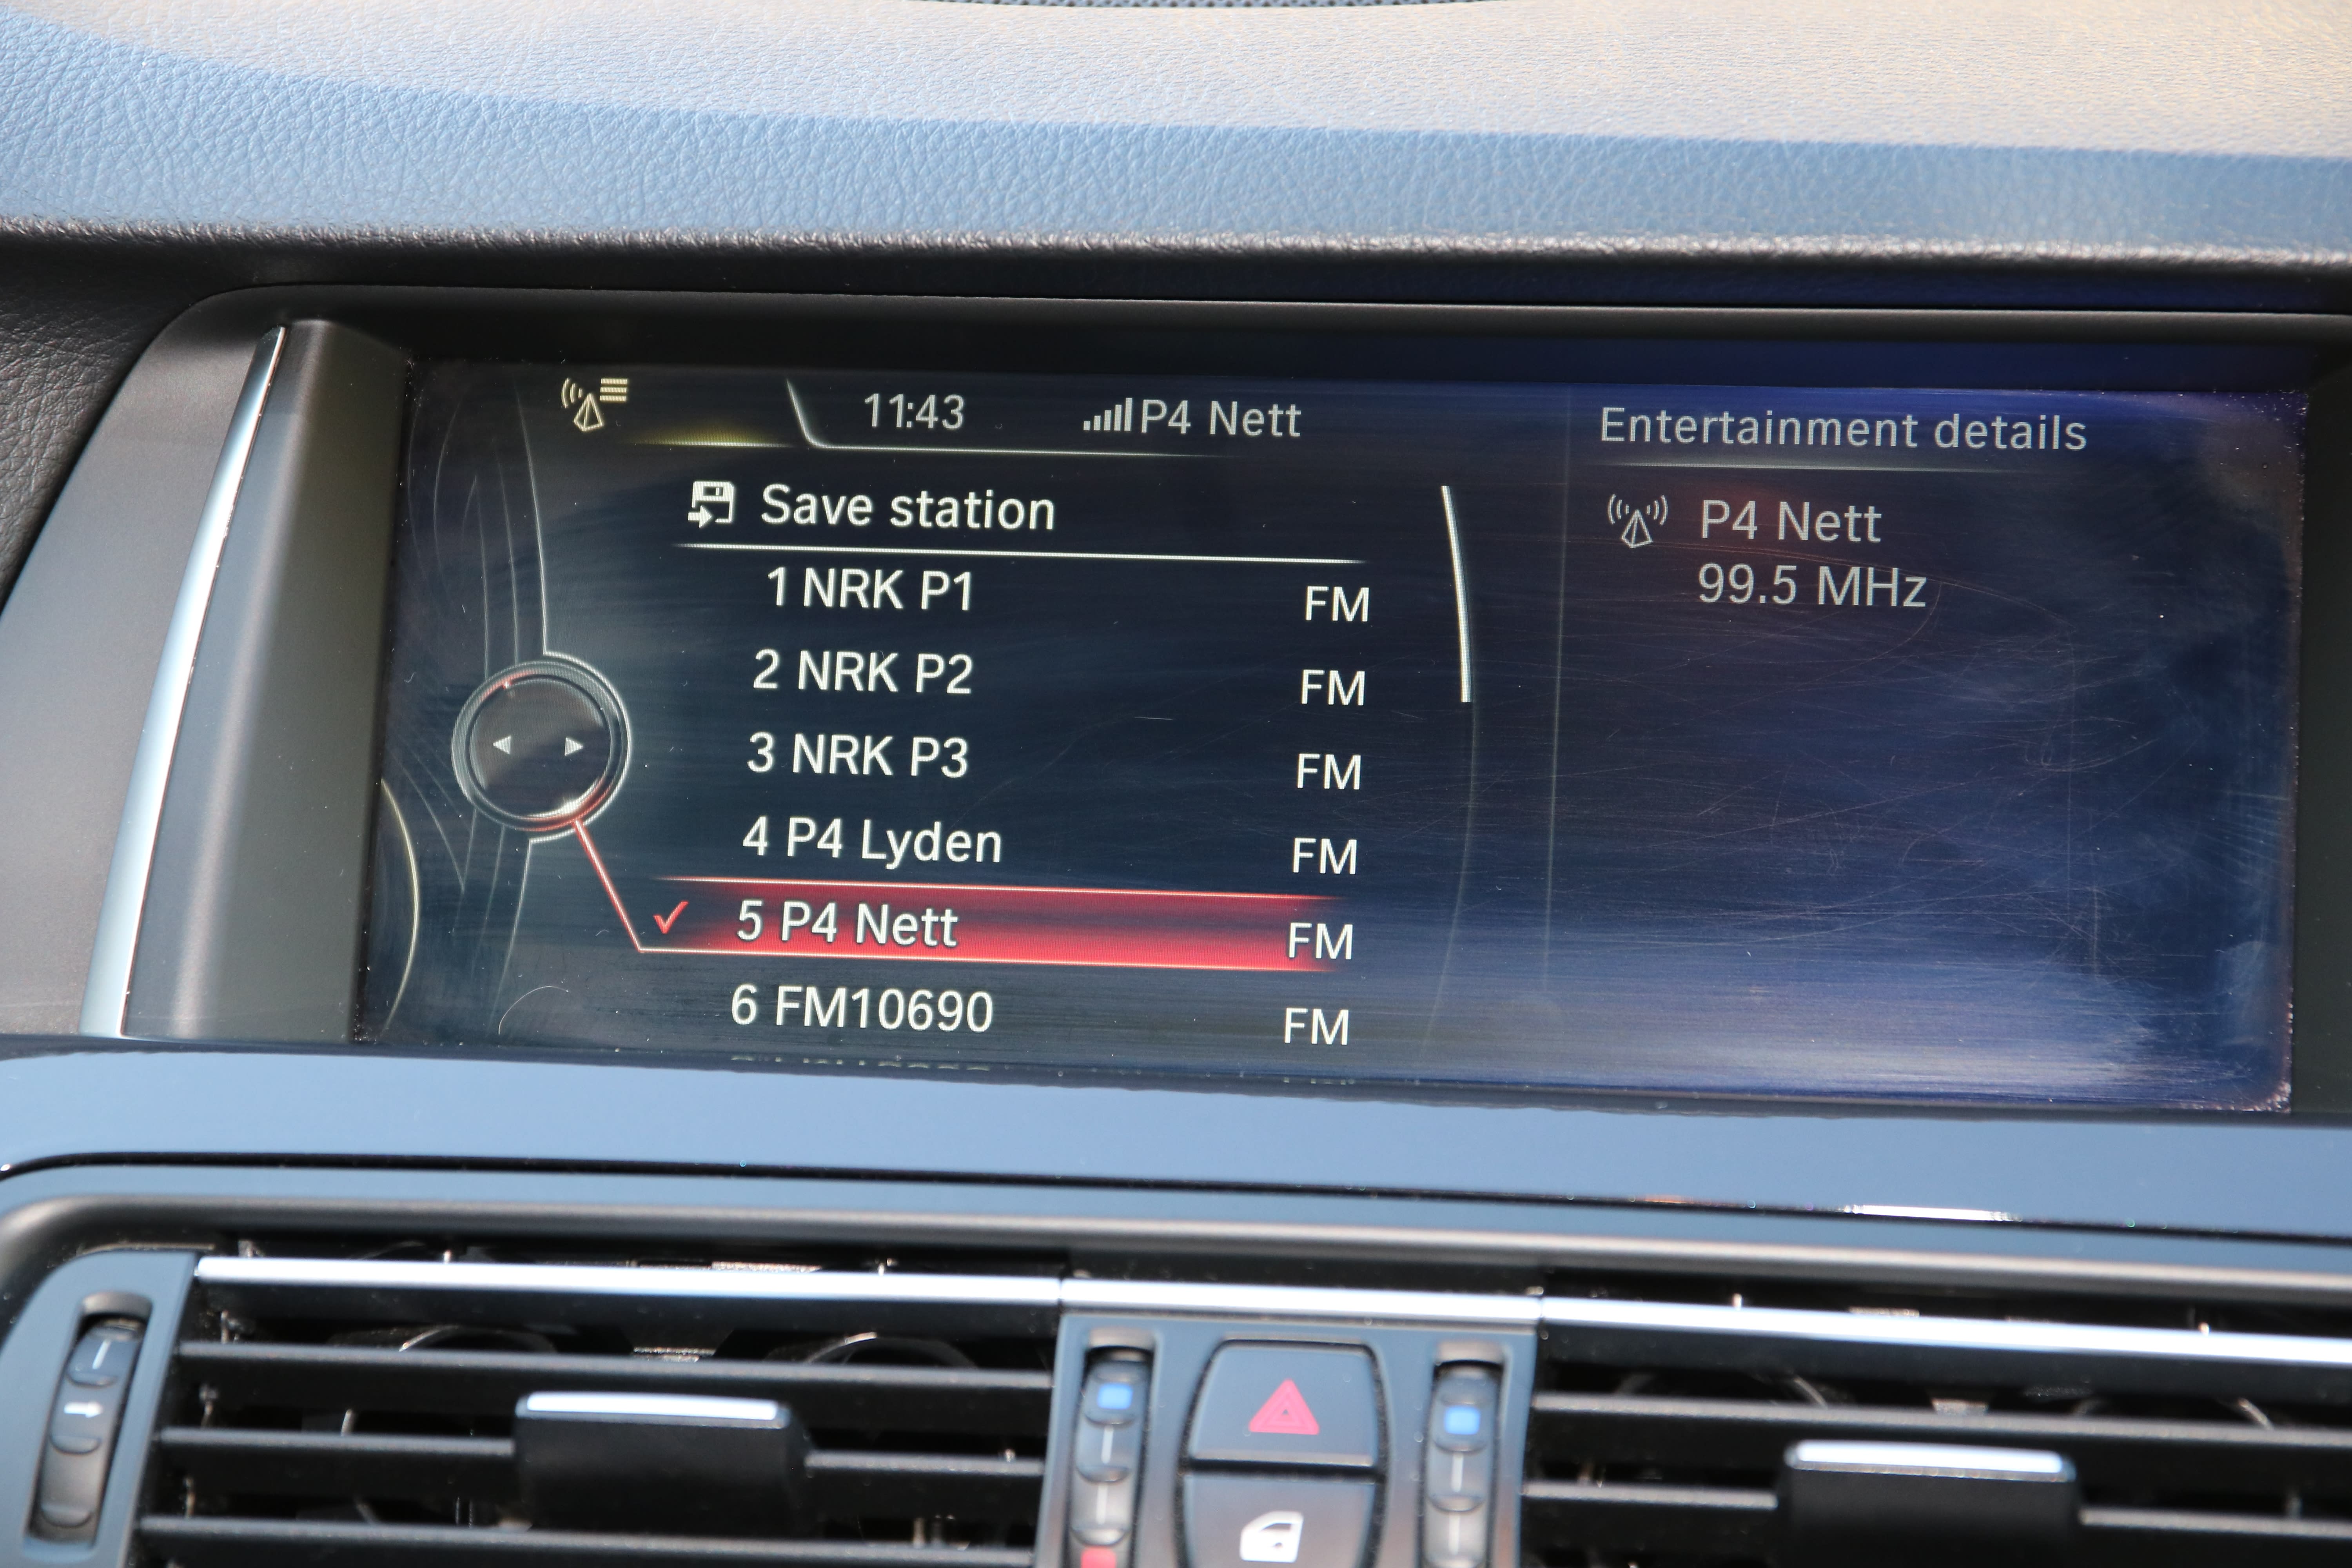 11:43 P4 Nett
Save station
1 NRK P1 FM
2 NRK P2 FM
3 NRK P3 FM
4 P4 Lyden FM
5 P4 Nett FM
6 FM10690 FM
Entertainment details
P4 Nett
99.5 MHz